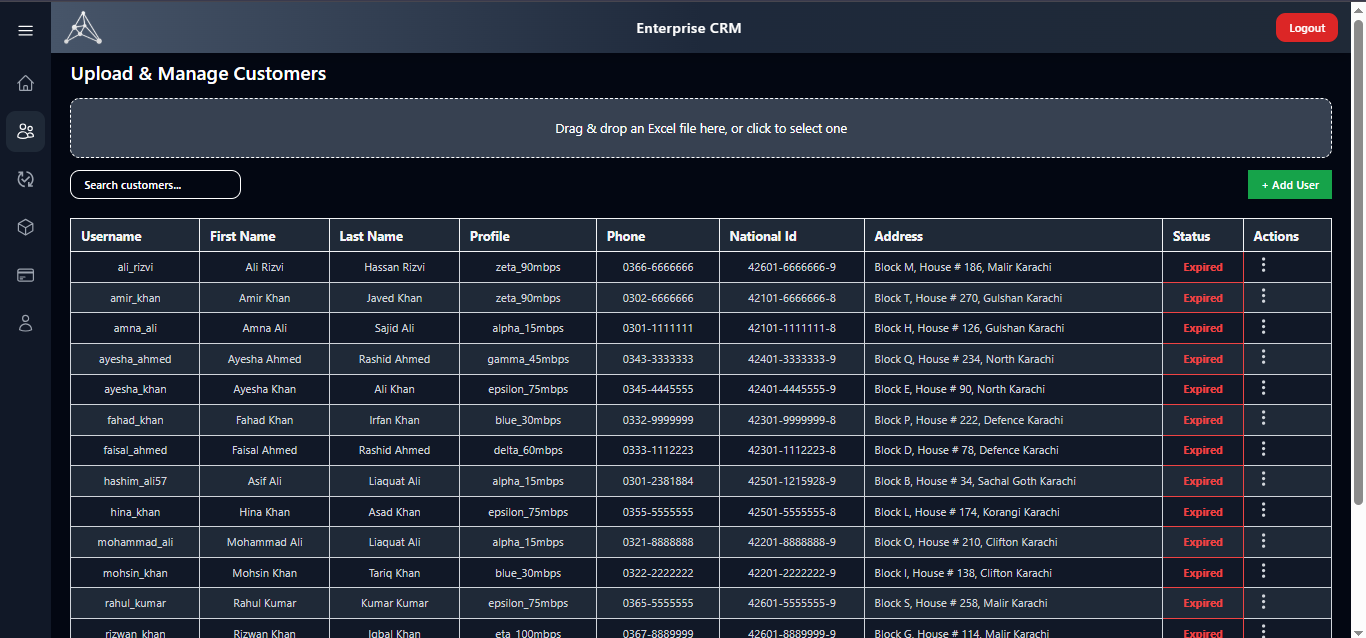 Enterprise CRM
Logout
Upload & Manage Customers
Drag & drop an Excel file here, or click to select one
Search customers...
+ Add User
Username First Name Last Name Profile Phone National Id Address Status Actions
ali_rizvi Ali Rizvi Hassan Rizvi zeta_90mbps 0366-6666666 42601-6666666-9 Block M, House # 186, Malir Karachi Expired
amir_khan Amir Khan Javed Khan zeta_90mbps 0302-6666666 42101-6666666-8 Block T, House # 270, Gulshan Karachi Expired
amna_ali Amna Ali Sajid Ali alpha_15mbps 0301-1111111 42101-1111111-8 Block H, House # 126, Gulshan Karachi Expired
ayesha_ahmed Ayesha Ahmed Rashid Ahmed gamma_45mbps 0343-3333333 42401-3333333-9 Block Q, House # 234, North Karachi Expired
ayesha_khan Ayesha Khan Ali Khan epsilon_75mbps 0345-4445555 42401-4445555-9 Block E, House # 90, North Karachi Expired
fahad_khan Fahad Khan Irfan Khan blue_30mbps 0332-9999999 42301-9999999-8 Block P, House # 222, Defence Karachi Expired
faisal_ahmed Faisal Ahmed Rashid Ahmed delta_60mbps 0333-1112223 42301-1112223-8 Block D, House # 78, Defence Karachi Expired
hashim_ali57 Asif Ali Liaquat Ali alpha_15mbps 0301-2381884 42501-1215928-9 Block B, House # 34, Sachal Goth Karachi Expired
hina_khan Hina Khan Asad Khan epsilon_75mbps 0355-5555555 42501-5555555-8 Block L, House # 174, Korangi Karachi Expired
mohammad_ali Mohammad Ali Liaquat Ali alpha_15mbps 0321-8888888 42201-8888888-9 Block O, House # 210, Clifton Karachi Expired
mohsin_khan Mohsin Khan Tariq Khan blue_30mbps 0322-2222222 42201-2222222-9 Block I, House # 138, Clifton Karachi Expired
rahul_kumar Rahul Kumar Kumar Kumar epsilon_75mbps 0365-5555555 42601-5555555-9 Block S, House # 258, Malir Karachi Expired
rizwan_khan Rizwan Khan Iqbal Khan eta_100mbps 0367-8889999 42601-8889999-9 Block G, House # 114, Malir Karachi Expired